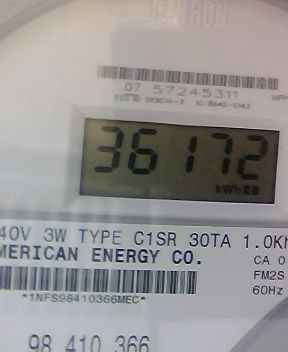 07 57245311
36172
kWh
40V 3W TYPE C1SR 30TA 1.0Kh
MERICAN ENERGY CO.
CA 0
FM2S
60Hz
*1NFS98410366MEC*
98 410 366